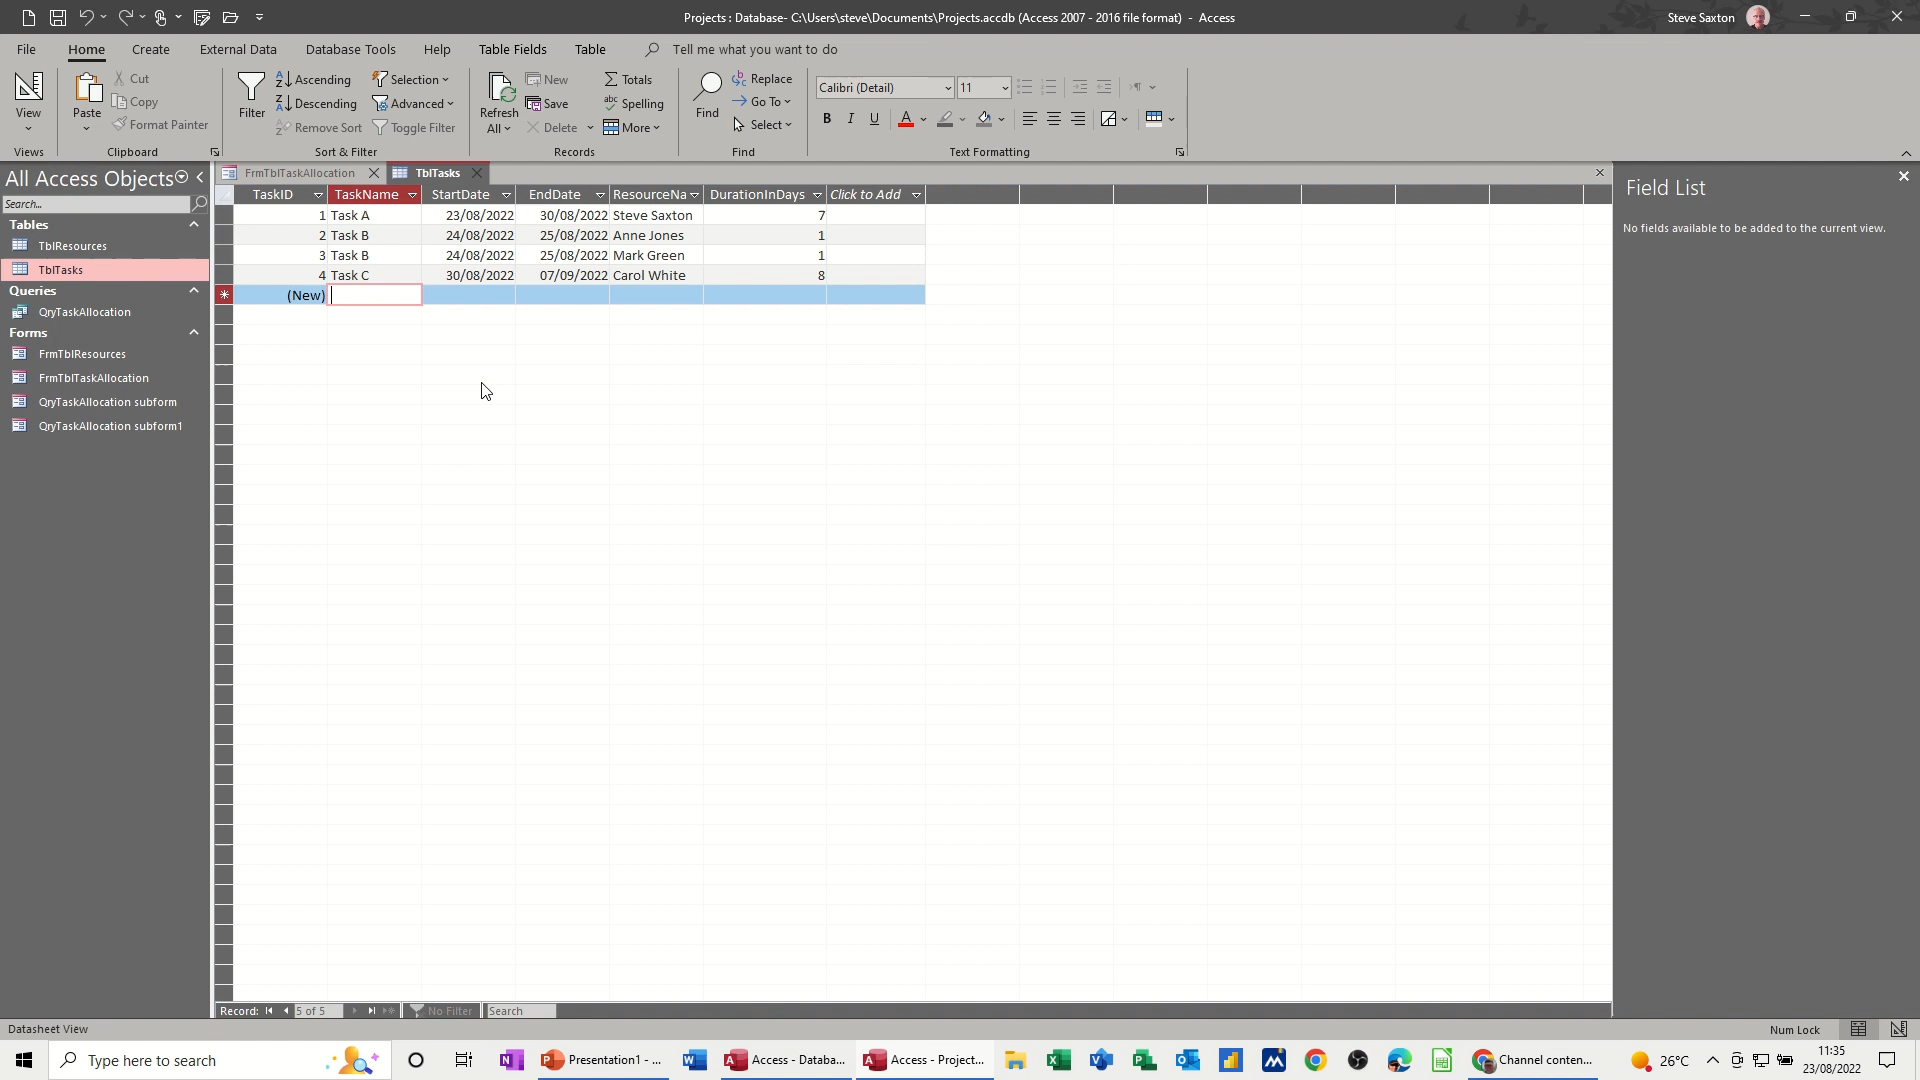 Projects : Database- C:\Users\steve\Documents\Projects.accdb (Access 2007 - 2016 file format)  -  Access
Steve Saxton
File
Home
Create
External Data
Database Tools
Help
Table Fields
Table
Tell me what you want to do
View
Views
Paste
Cut
Copy
Format Painter
Clipboard
Filter
Ascending
Descending
Remove Sort
Selection
Advanced
Toggle Filter
Sort & Filter
Refresh
All
New
Save
Delete
Totals
Spelling
More
Records
Find
Replace
Go To
Select
Find
Calibri (Detail)
11
B I U
Text Formatting
All Access Objects
Search...
Tables
TblResources
TblTasks
Queries
QryTaskAllocation
Forms
FrmTblResources
FrmTblTaskAllocation
QryTaskAllocation subform
QryTaskAllocation subform1
FrmTblTaskAllocation
TblTasks
TaskID TaskName StartDate EndDate ResourceNa DurationInDays Click to Add
1 Task A 23/08/2022 30/08/2022 Steve Saxton 7
2 Task B 24/08/2022 25/08/2022 Anne Jones 1
3 Task B 24/08/2022 25/08/2022 Mark Green 1
4 Task C 30/08/2022 07/09/2022 Carol White 8
(New)
Field List
No fields available to be added to the current view.
Record: 5 of 5 No Filter Search
Datasheet View
Num Lock
Type here to search
Presentation1 - ...
Access - Databa...
Access - Project...
Channel conten...
26°C
11:35
23/08/2022